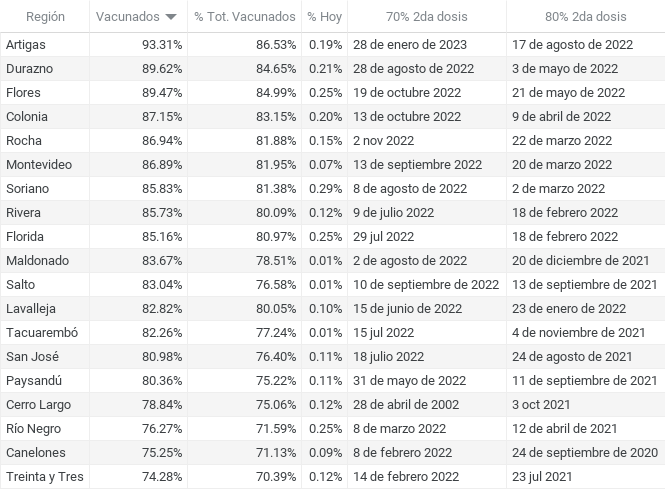 Región Vacunados % Tot. Vacunados % Hoy 70% 2da dosis 80% 2da dosis
Artigas 93.31% 86.53% 0.19% 28 de enero de 2023 17 de agosto de 2022
Durazno 89.62% 84.65% 0.21% 28 de agosto de 2022 3 de mayo de 2022
Flores 89.47% 84.99% 0.25% 19 de octubre 2022 21 de mayo de 2022
Colonia 87.15% 83.15% 0.20% 13 de octubre 2022 9 de abril de 2022
Rocha 86.94% 81.88% 0.15% 2 nov 2022 22 de marzo 2022
Montevideo 86.89% 81.95% 0.07% 13 de septiembre 2022 20 de marzo 2022
Soriano 85.83% 81.38% 0.29% 8 de agosto de 2022 2 de marzo 2022
Rivera 85.73% 80.09% 0.12% 9 de julio 2022 18 de febrero 2022
Florida 85.16% 80.97% 0.25% 29 jul 2022 18 de febrero 2022
Maldonado 83.67% 78.51% 0.01% 2 de agosto de 2022 20 de diciembre de 2021
Salto 83.04% 76.58% 0.01% 10 de septiembre de 2022 13 de septiembre de 2021
Lavalleja 82.82% 80.05% 0.10% 15 de junio de 2022 23 de enero de 2022
Tacuarembó 82.26% 77.24% 0.01% 15 jul 2022 4 de noviembre de 2021
San José 80.98% 76.40% 0.11% 18 julio 2022 24 de agosto de 2021
Paysandú 80.36% 75.22% 0.11% 31 de mayo de 2022 11 de septiembre de 2021
Cerro Largo 78.84% 75.06% 0.12% 28 de abril de 2002 3 oct 2021
Río Negro 76.27% 71.59% 0.25% 8 de marzo 2022 12 de abril de 2021
Canelones 75.25% 71.13% 0.09% 8 de febrero 2022 24 de septiembre de 2020
Treinta y Tres 74.28% 70.39% 0.12% 14 de febrero 2022 23 jul 2021